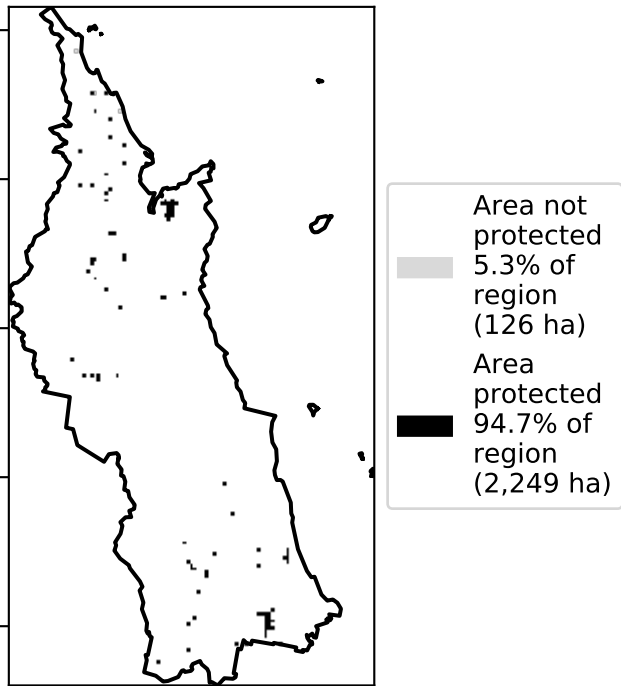 Area not
protected
5.3% of
region
(126 ha)
Area
protected
94.7% of
region
(2,249 ha)